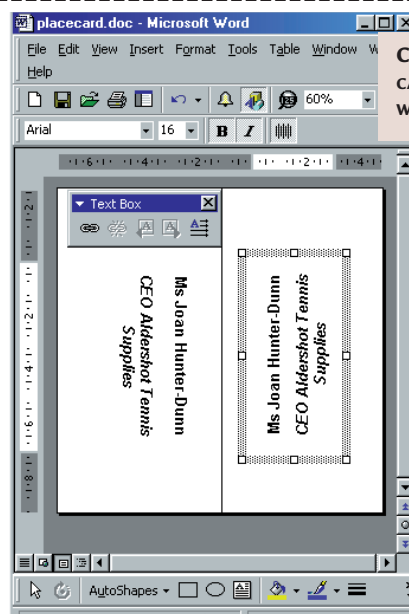 placecard.doc - Microsoft Word
File Edit View Insert Format Tools Table Window
Help
60%
Arial 16 B I
Text Box
Ms Joan Hunter-Dunn
CEO Aldershot Tennis
Supplies
Ms Joan Hunter-Dunn
CEO Aldershot Tennis
Supplies
AutoShapes